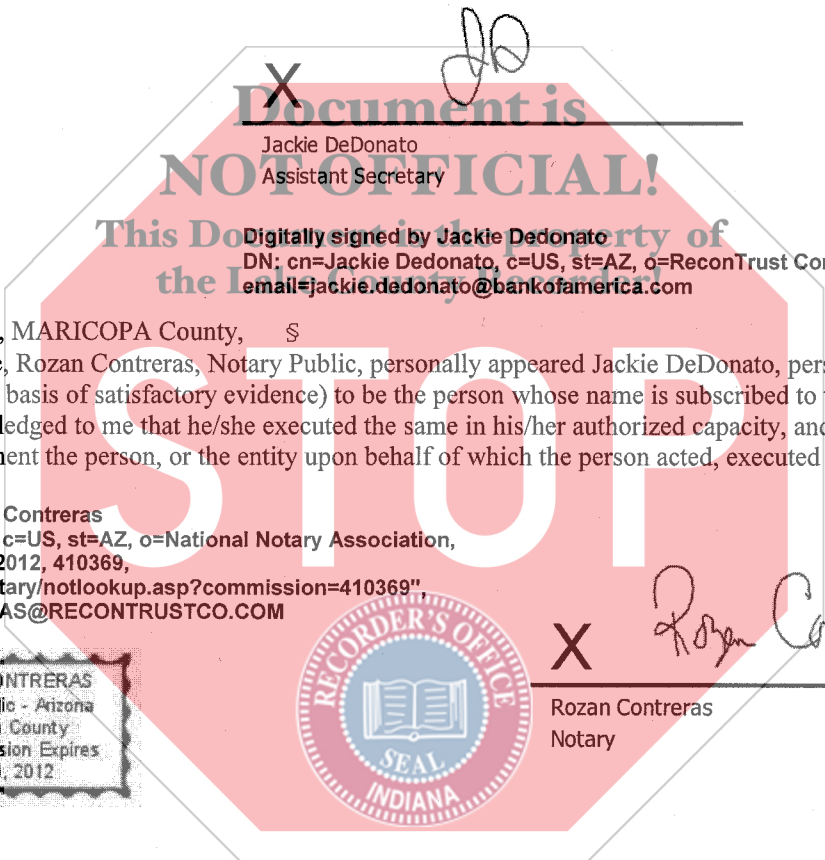 X JD
Document is
Jackie DeDonato
NOT OFFICIAL!
Assistant Secretary
This Document is the property of
Digitally signed by Jackie Dedonato
DN: cn=Jackie Dedonato, c=US, st=AZ, o=ReconTrust Co
the Lake County Recorder!
email=jackie.dedonato@bankofamerica.com
, MARICOPA County, §
, Rozan Contreras, Notary Public, personally appeared Jackie DeDonato, pers
basis of satisfactory evidence) to be the person whose name is subscribed to
ledged to me that he/she executed the same in his/her authorized capacity, and
ent the person, or the entity upon behalf of which the person acted, executed
STOP
Contreras
c=US, st=AZ, o=National Notary Association,
2012, 410369,
tary/notlookup.asp?commission=410369",
AS@RECONTRUSTCO.COM
RECORDER'S OFFICE
SEAL
INDIANA
X Rozan Co
NTRERAS
lic - Arizona
County
sion Expires
, 2012
Rozan Contreras
Notary